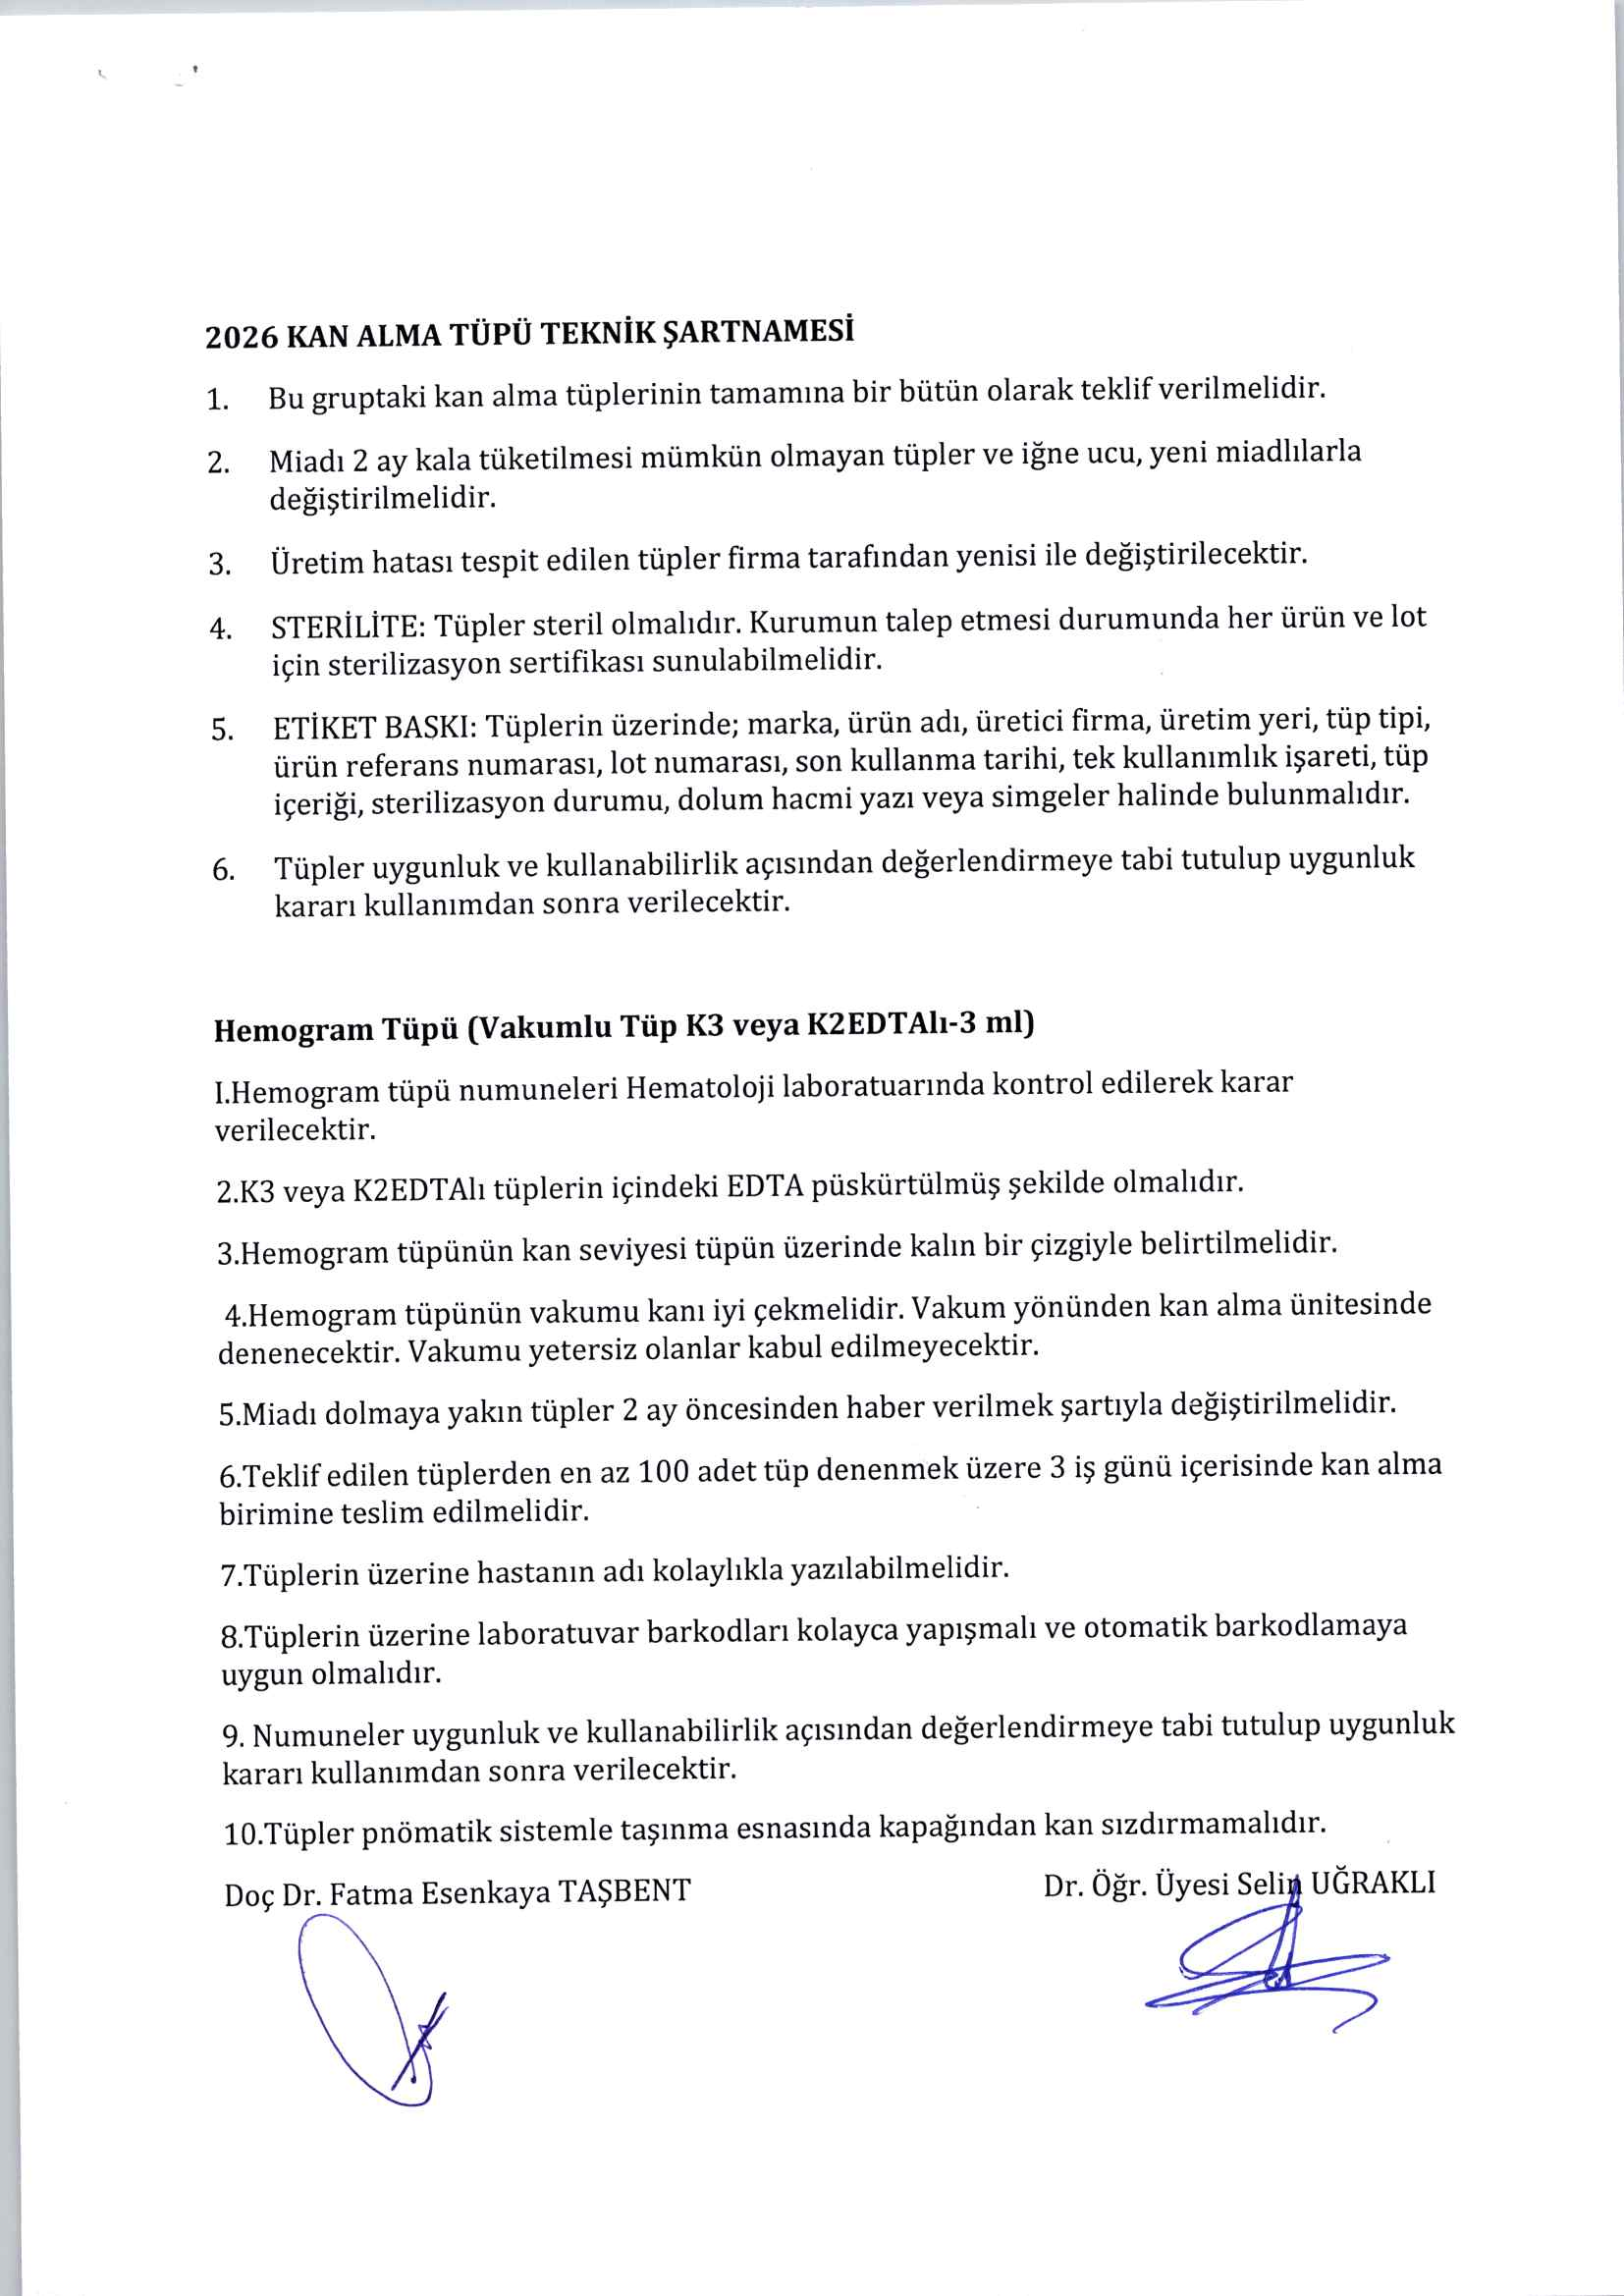 2026 KAN ALMA TÜPÜ TEKNİK ŞARTNAMESİ
1. Bu gruptaki kan alma tüplerinin tamamına bir bütün olarak teklif verilmelidir.
2. Miadı 2 ay kala tüketilmesi mümkün olmayan tüpler ve iğne ucu, yeni miadlılarla
değiştirilmelidir.
3. Üretim hatası tespit edilen tüpler firma tarafından yenisi ile değiştirilecektir.
4. STERİLİTE: Tüpler steril olmalıdır. Kurumun talep etmesi durumunda her ürün ve lot
için sterilizasyon sertifikası sunulabilmelidir.
5. ETİKET BASKI: Tüplerin üzerinde; marka, ürün adı, üretici firma, üretim yeri, tüp tipi,
ürün referans numarası, lot numarası, son kullanma tarihi, tek kullanımlık işareti, tüp
içeriği, sterilizasyon durumu, dolum hacmi yazı veya simgeler halinde bulunmalıdır.
6. Tüpler uygunluk ve kullanabilirlik açısından değerlendirmeye tabi tutulup uygunluk
kararı kullanımdan sonra verilecektir.
Hemogram Tüpü (Vakumlu Tüp K3 veya K2EDTAlı-3 ml)
I.Hemogram tüpü numuneleri Hematoloji laboratuarında kontrol edilerek karar
verilecektir.
2.K3 veya K2EDTAlı tüplerin içindeki EDTA püskürtülmüş şekilde olmalıdır.
3.Hemogram tüpünün kan seviyesi tüpün üzerinde kalın bir çizgiyle belirtilmelidir.
4.Hemogram tüpünün vakumu kanı iyi çekmelidir. Vakum yönünden kan alma ünitesinde
denenecektir. Vakumu yetersiz olanlar kabul edilmeyecektir.
5.Miadı dolmaya yakın tüpler 2 ay öncesinden haber verilmek şartıyla değiştirilmelidir.
6.Teklif edilen tüplerden en az 100 adet tüp denenmek üzere 3 iş günü içerisinde kan alma
birimine teslim edilmelidir.
7.Tüplerin üzerine hastanın adı kolaylıkla yazılabilmelidir.
8.Tüplerin üzerine laboratuvar barkodları kolayca yapışmalı ve otomatik barkodlamaya
uygun olmalıdır.
9. Numuneler uygunluk ve kullanabilirlik açısından değerlendirmeye tabi tutulup uygunluk
kararı kullanımdan sonra verilecektir.
10.Tüpler pnömatik sistemle taşınma esnasında kapağından kan sızdırmamalıdır.
Doç Dr. Fatma Esenkaya TAŞBENT Dr. Öğr. Üyesi Selin UĞRAKLI